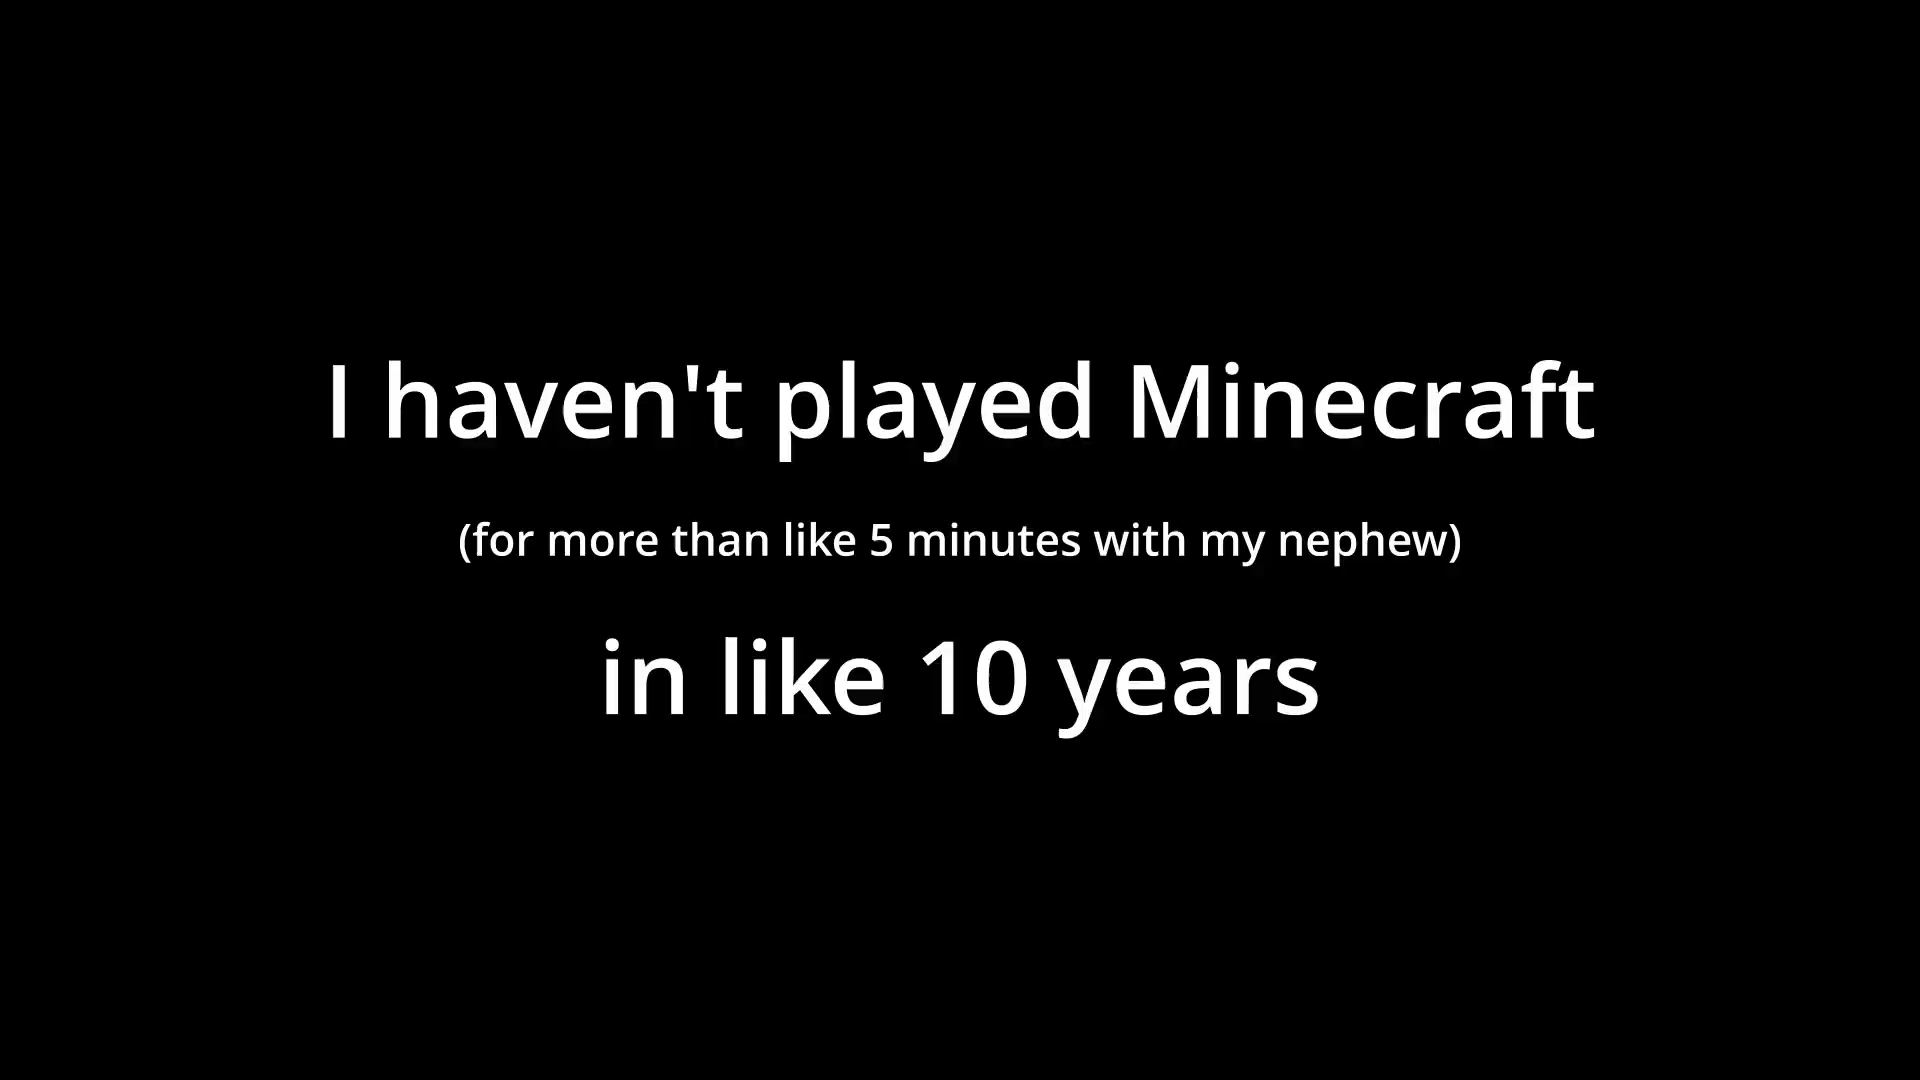 I haven't played Minecraft
(for more than like 5 minutes with my nephew)
in like 10 years